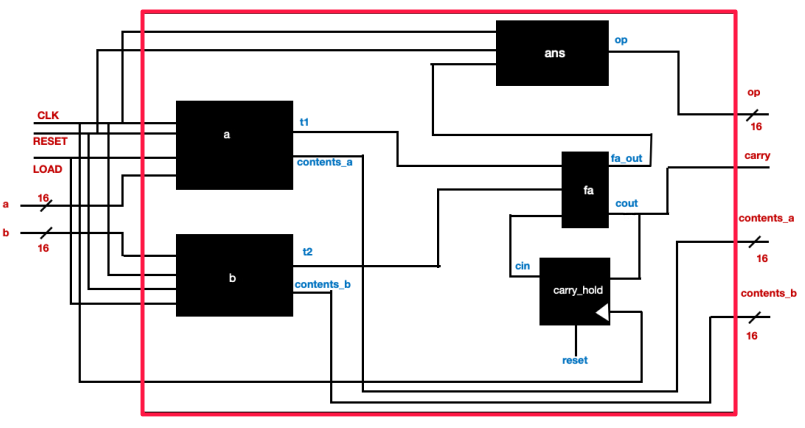 ans
op
op
16
CLK
RESET
LOAD
a
t1
contents_a
fa_out
fa
carry
a
16
b
16
cout
contents_a
16
b
t2
contents_b
cin
carry_hold
contents_b
16
reset